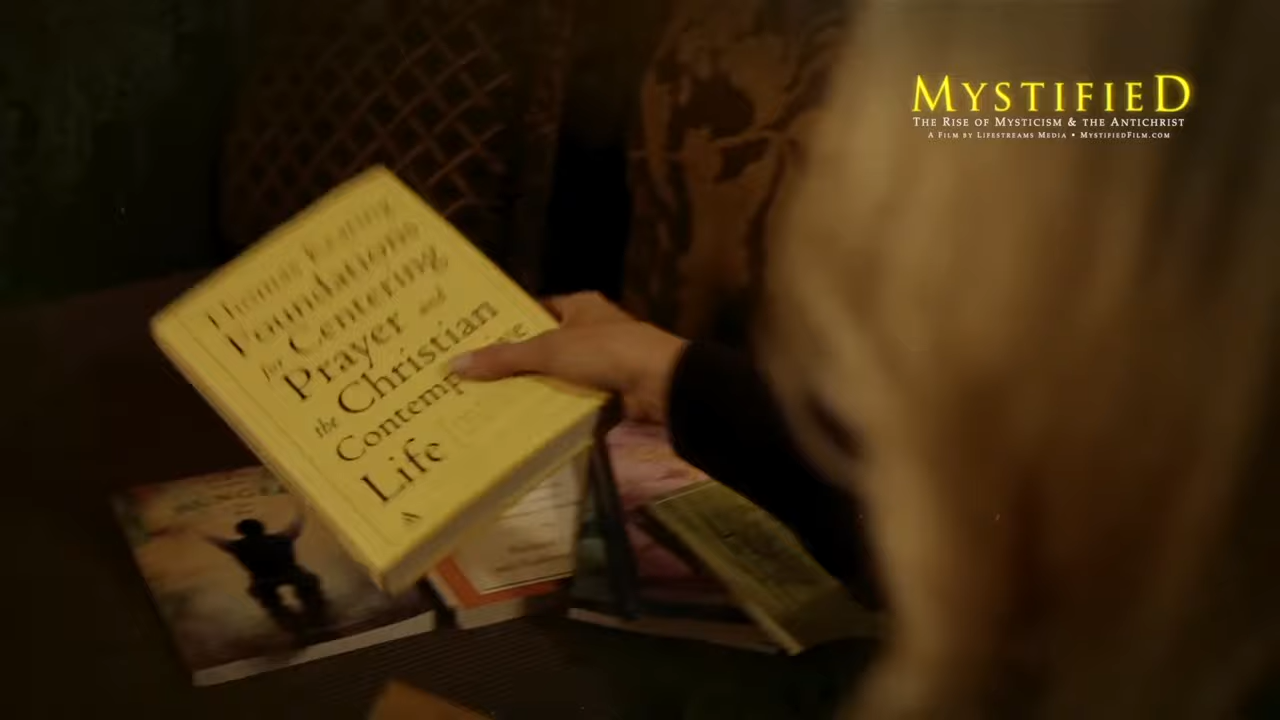 MYSTIFIED
THE RISE OF MYSTICISM & THE ANTICHRIST
A FILM BY LIFESTREAMS MEDIA • MYSTIFIEDFILM.COM
Thomas Keating
Foundations
for Centering
Prayer and
the Christian
Contemplative
Life